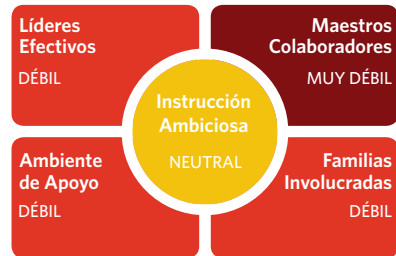 Líderes
Efectivos
DÉBIL
Maestros
Colaboradores
MUY DÉBIL
Instrucción
Ambiciosa
NEUTRAL
Ambiente
de Apoyo
DÉBIL
Familias
Involucradas
DÉBIL